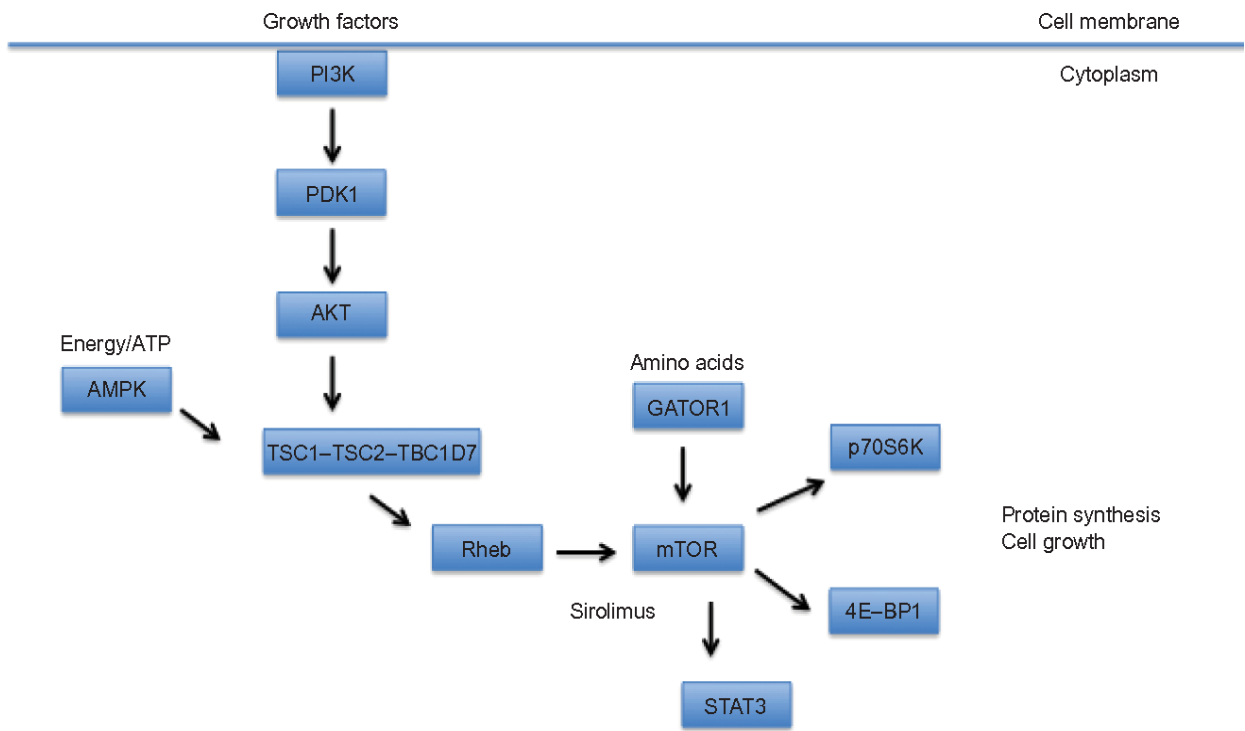 Growth factors
Cell membrane
PI3K
Cytoplasm
PDK1
AKT
Energy/ATP
AMPK
Amino acids
GATOR1
TSC1–TSC2–TBC1D7
p70S6K
Rheb
mTOR
Protein synthesis
Cell growth
Sirolimus
4E–BP1
STAT3